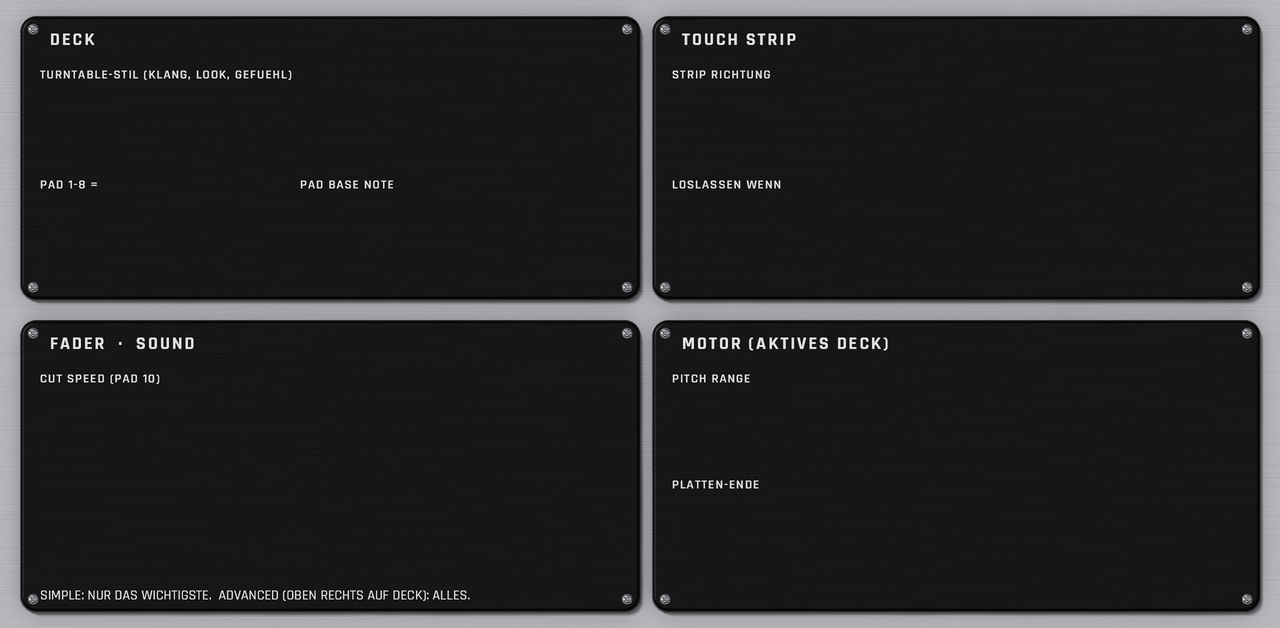 DECK
TURNTABLE-STIL (KLANG, LOOK, GEFUEHL)
PAD 1-8 =
PAD BASE NOTE
TOUCH STRIP
STRIP RICHTUNG
LOSLASSEN WENN
FADER · SOUND
CUT SPEED (PAD 10)
SIMPLE: NUR DAS WICHTIGSTE. ADVANCED (OBEN RECHTS AUF DECK): ALLES.
MOTOR (AKTIVES DECK)
PITCH RANGE
PLATTEN-ENDE